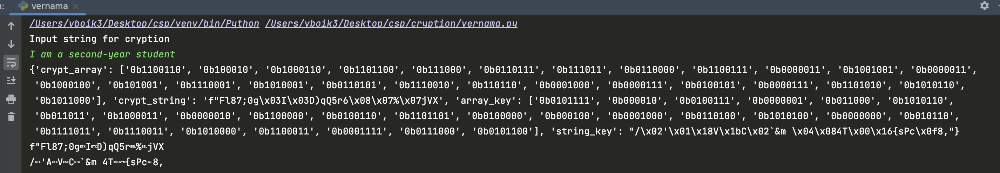 n: vernama
/Users/vboik3/Desktop/csp/venv/bin/Python /Users/vboik3/Desktop/csp/cryption/vernama.py
Input string for cryption
I am a second-year student
{'crypt_array': ['0b1100110', '0b100010', '0b1000110', '0b1101100', '0b111000', '0b0110111', '0b111011', '0b0110000', '0b1100111', '0b0000011', '0b1001001', '0b0000011',
'0b1000100', '0b101001', '0b1110001', '0b1010001', '0b0110101', '0b1110010', '0b110110', '0b0001000', '0b0000111', '0b0100101', '0b0000111', '0b1101010', '0b1010110',
'0b1011000'], 'crypt_string': 'f"Fl87;0g\x03I\x03D)qQ5r6\x08\x07%\x07jVX', 'array_key': ['0b0101111', '0b000010', '0b0100111', '0b0000001', '0b011000', '0b1010110',
'0b011011', '0b1000011', '0b0000010', '0b1100000', '0b0100110', '0b1101101', '0b0100000', '0b000100', '0b0001000', '0b0110100', '0b1010100', '0b0000000', '0b010110',
'0b1111011', '0b1110011', '0b1010000', '0b1100011', '0b0001111', '0b0111000', '0b0101100'], 'string_key': "/\x02'\x01\x18V\x1bC\x02`&m \x04\x084T\x00\x16{sPc\x0f8,"}
f"Fl87;0gETXIETXD)qQ5rBEL%BELjVX
/STX'ACANVESCCSTX`&m 4TNULSYN{sPcSI8,